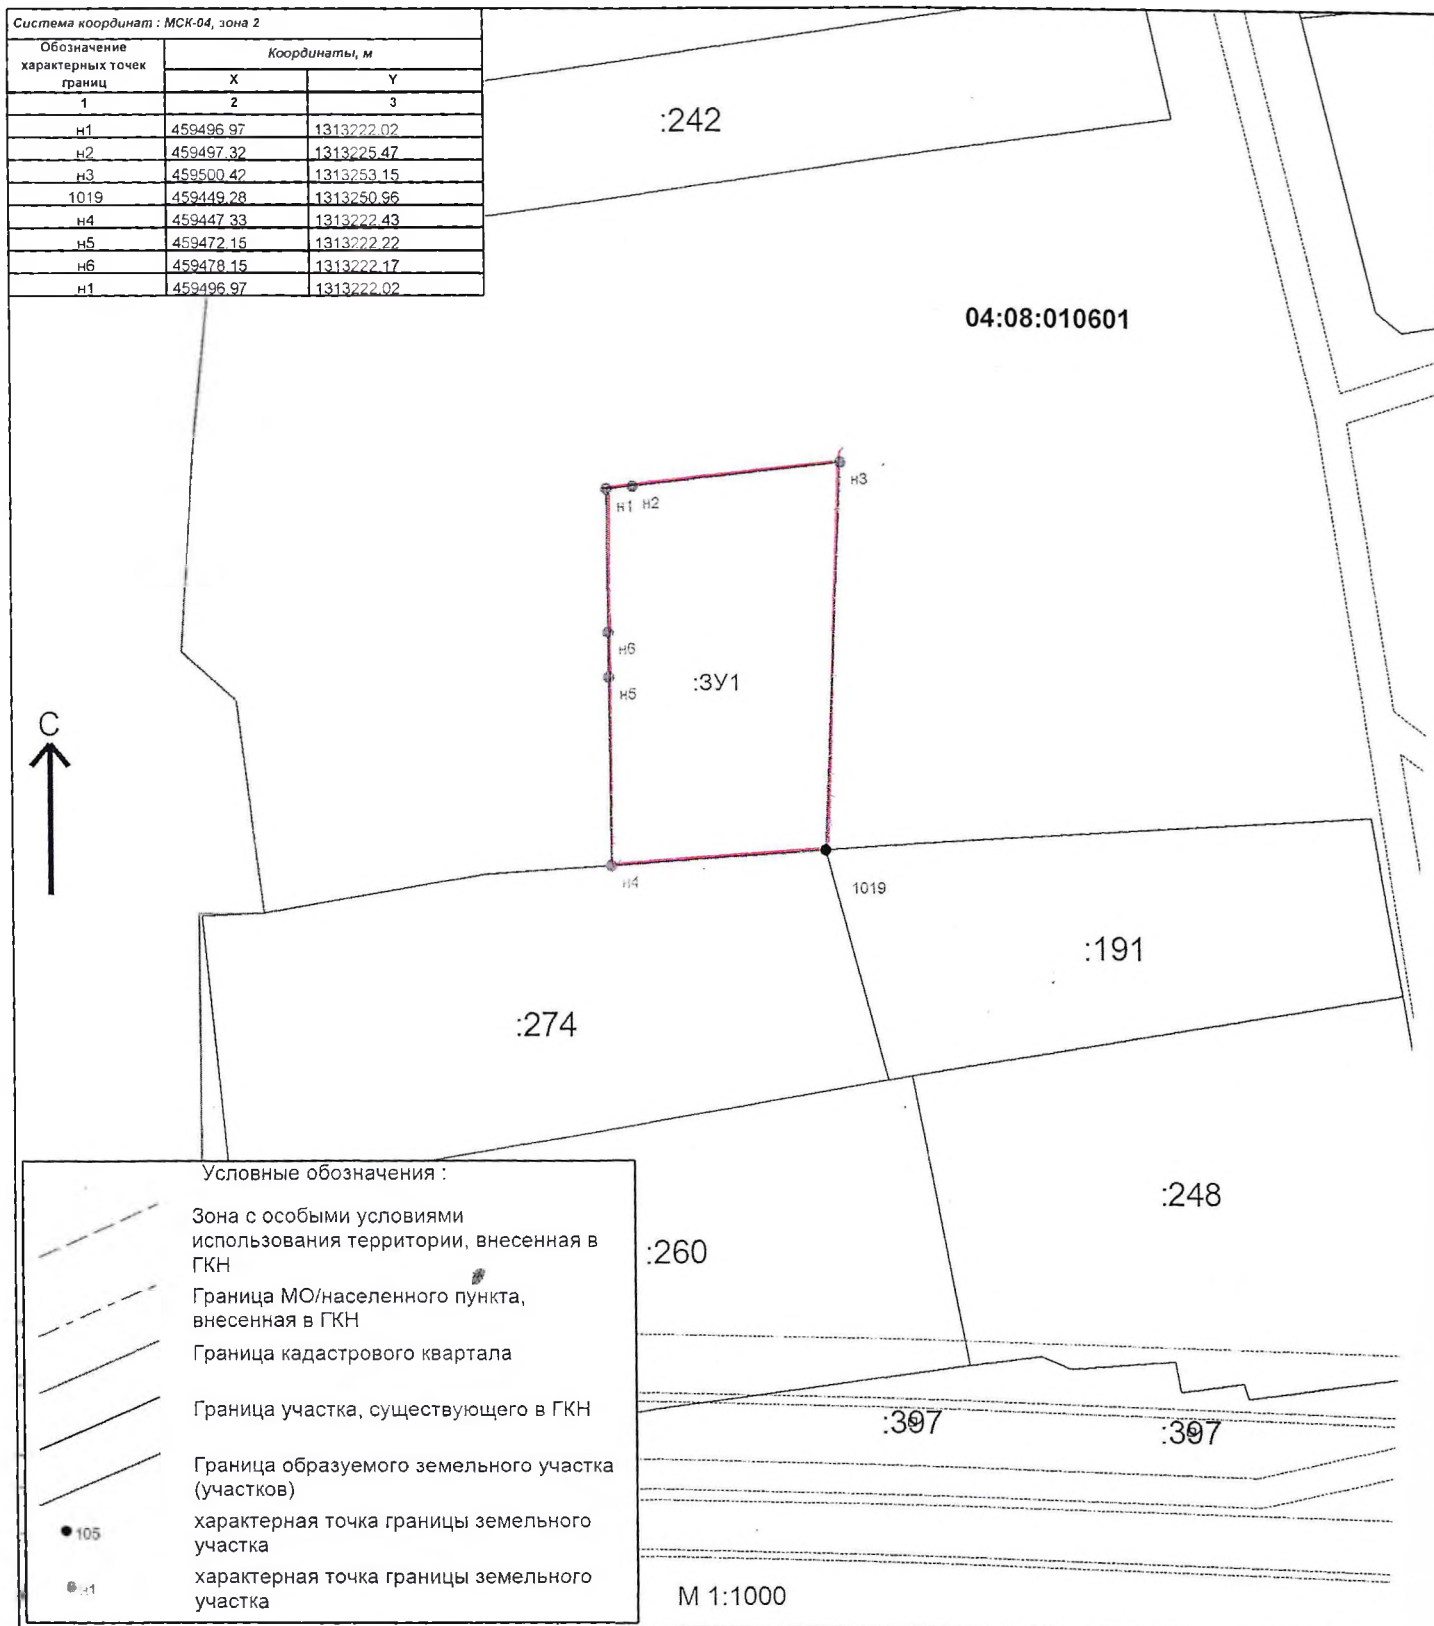 Система координат : МСК-04, зона 2
Обозначение характерных точек границ
Координаты, м
X Y
1 2 3
н1 459496.97 1313222.02
н2 459497.32 1313225.47
н3 459500.42 1313253.15
1019 459449.28 1313250.96
н4 459447.33 1313222.43
н5 459472.15 1313222.22
н6 459478.15 1313222.17
н1 459496.97 1313222.02
:242
04:08:010601
н3
н1 н2
н6
:ЗУ1
н5
С
н4
1019
:191
:274
:248
:260
:397
:397
Условные обозначения :
Зона с особыми условиями
использования территории, внесенная в
ГКН
Граница МО/населенного пункта,
внесенная в ГКН
Граница кадастрового квартала
Граница участка, существующего в ГКН
Граница образуемого земельного участка
(участков)
105
характерная точка границы земельного
участка
н1
характерная точка границы земельного
участка
М 1:1000